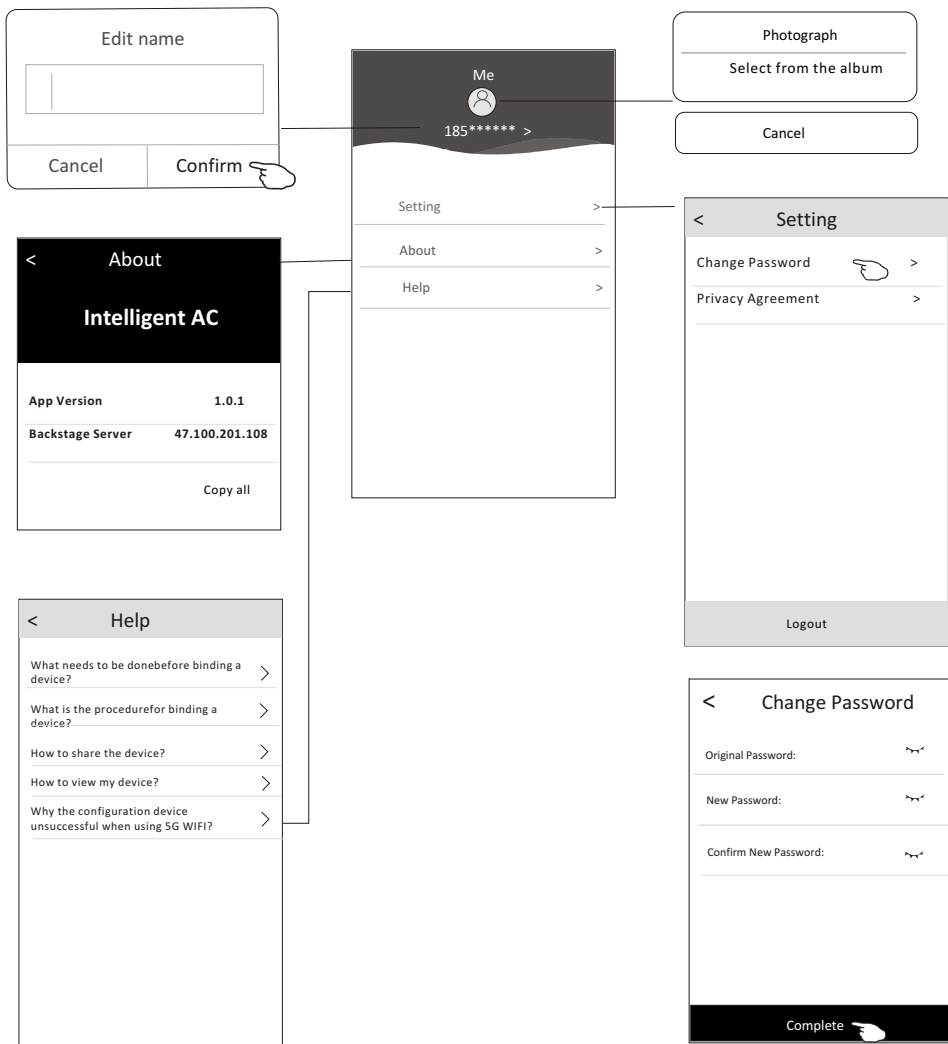 Edit name
Cancel
Confirm
Me
185****** >
Setting >
About >
Help >
Photograph
Select from the album
Cancel
< About
Intelligent AC
App Version 1.0.1
Backstage Server 47.100.201.108
Copy all
< Setting
Change Password >
Privacy Agreement >
Logout
< Help
What needs to be donebefore binding a
device?
What is the procedurefor binding a
device?
How to share the device?
How to view my device?
Why the configuration device
unsuccessful when using 5G WIFI?
< Change Password
Original Password:
New Password:
Confirm New Password:
Complete